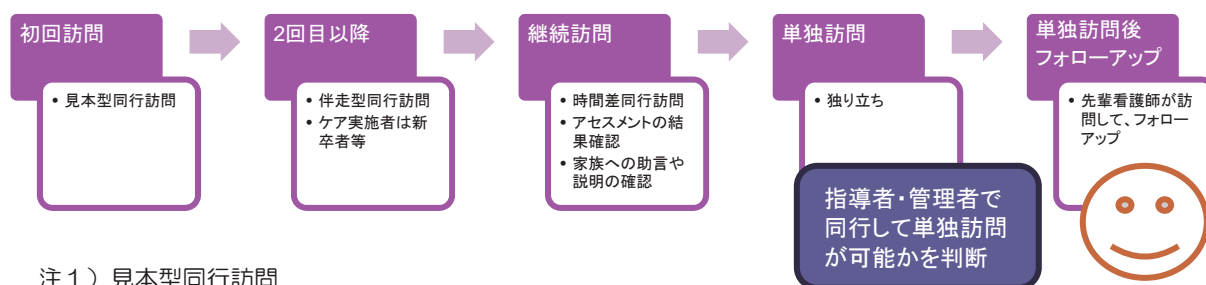 初回訪問
• 見本型同行訪問
2回目以降
• 伴走型同行訪問
• ケア実施者は新
卒者等
継続訪問
• 時間差同行訪問
• アセスメントの結
果確認
• 家族への助言や
説明の確認
単独訪問
• 独り立ち
指導者・管理者で
同行して単独訪問
が可能かを判断
単独訪問後
フォローアップ
• 先輩看護師が訪
問して、フォロー
アップ
注１）見本型同行訪問